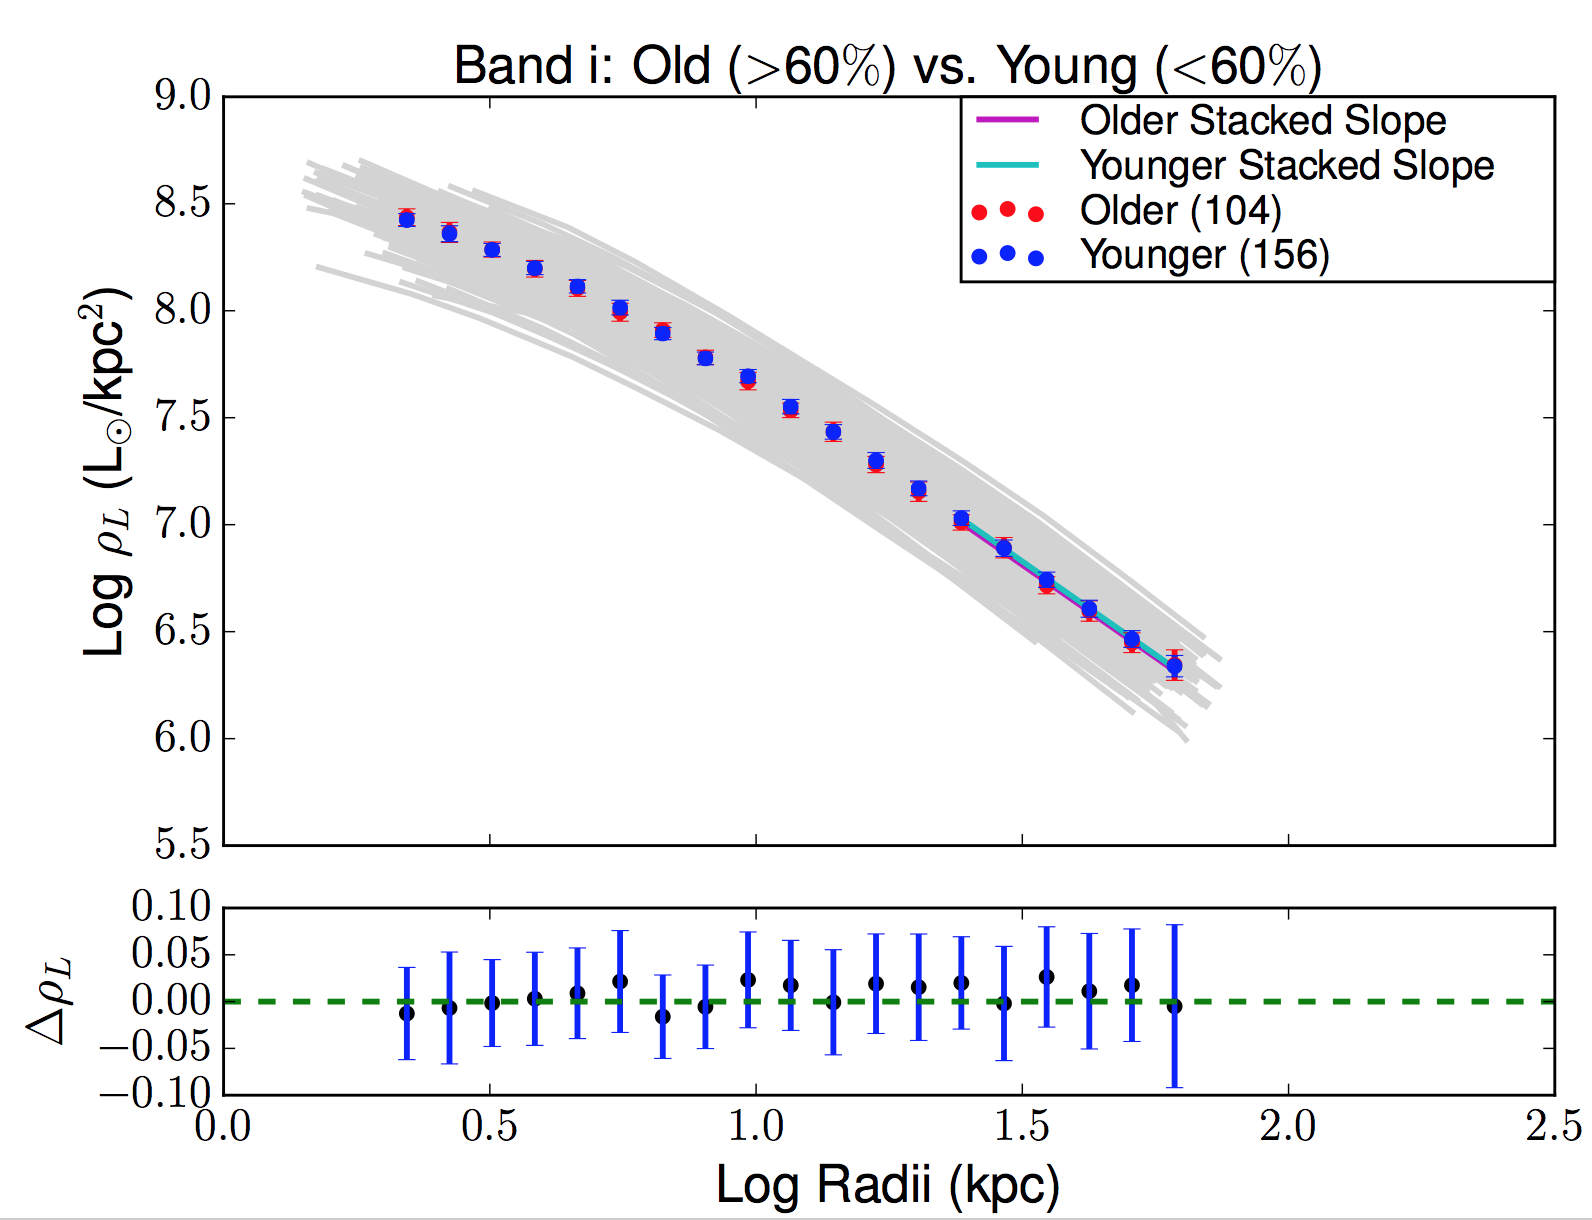 Band i: Old (>60%) vs. Young (<60%)
Older Stacked Slope
Younger Stacked Slope
Older (104)
Younger (156)
Log ρL (L⊙/kpc²)
9.0
8.5
8.0
7.5
7.0
6.5
6.0
5.5
ΔρL
0.10
0.05
0.00
−0.05
−0.10
0.0 0.5 1.0 1.5 2.0 2.5
Log Radii (kpc)